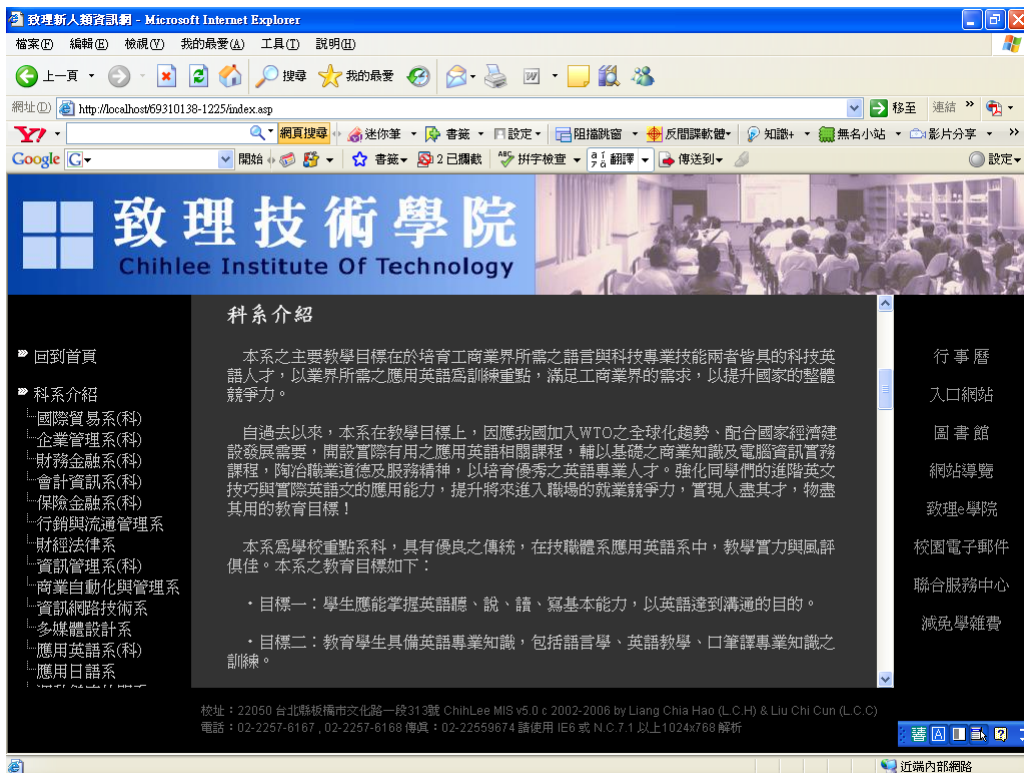 致理新人類資訊網 - Microsoft Internet Explorer
檔案(F) 編輯(E) 檢視(V) 我的最愛(A) 工具(T) 說明(H)
上一頁 搜尋 我的最愛
網址(D) http://localhost/69310138-1225/index.asp 移至 連結 »
Y! 網頁搜尋 迷你筆 書籤 設定 阻擋跳窗 反間諜軟體 知識+ 無名小站 影片分享 »
Google G 開始 書籤 2 已攔截 拼字檢查 翻譯 傳送到 設定
致理技術學院
Chihlee Institute Of Technology
回到首頁
科系介紹
國際貿易系(科)
企業管理系(科)
財務金融系(科)
會計資訊系(科)
保險金融系(科)
行銷與流通管理系
財經法律系
資訊管理系(科)
商業自動化與管理系
資訊網路技術系
多媒體設計系
應用英語系(科)
應用日語系
科系介紹
本系之主要教學目標在於培育工商業界所需之語言與科技專業技能兩者皆具的科技英
語人才，以業界所需之應用英語為訓練重點，滿足工商業界的需求，以提升國家的整體
競爭力。
自過去以來，本系在教學目標上，因應我國加入WTO之全球化趨勢、配合國家經濟建
設發展需要，開設實際有用之應用英語相關課程，輔以基礎之商業知識及電腦資訊實務
課程，陶冶職業道德及服務精神，以培育優秀之英語專業人才。強化同學們的進階英文
技巧與實際英語文的應用能力，提升將來進入職場的就業競爭力，實現人盡其才，物盡
其用的教育目標！
本系為學校重點系科，具有優良之傳統，在技職體系應用英語系中，教學實力與風評
俱佳。本系之教育目標如下：
・目標一：學生應能掌握英語聽、說、讀、寫基本能力，以英語達到溝通的目的。
・目標二：教育學生具備英語專業知識，包括語言學、英語教學、口筆譯專業知識之
訓練。
行事曆
入口網站
圖書館
網站導覽
致理e學院
校園電子郵件
聯合服務中心
減免學雜費
校址：22050 台北縣板橋市文化路一段313號 ChihLee MIS v5.0 c 2002-2006 by Liang Chia Hao (L.C.H) & Liu Chi Cun (L.C.C)
電話：02-2257-6167 , 02-2257-6168 傳真：02-22559674 請使用 IE6 或 N.C.7.1 以上1024x768 解析
A
近端內部網路